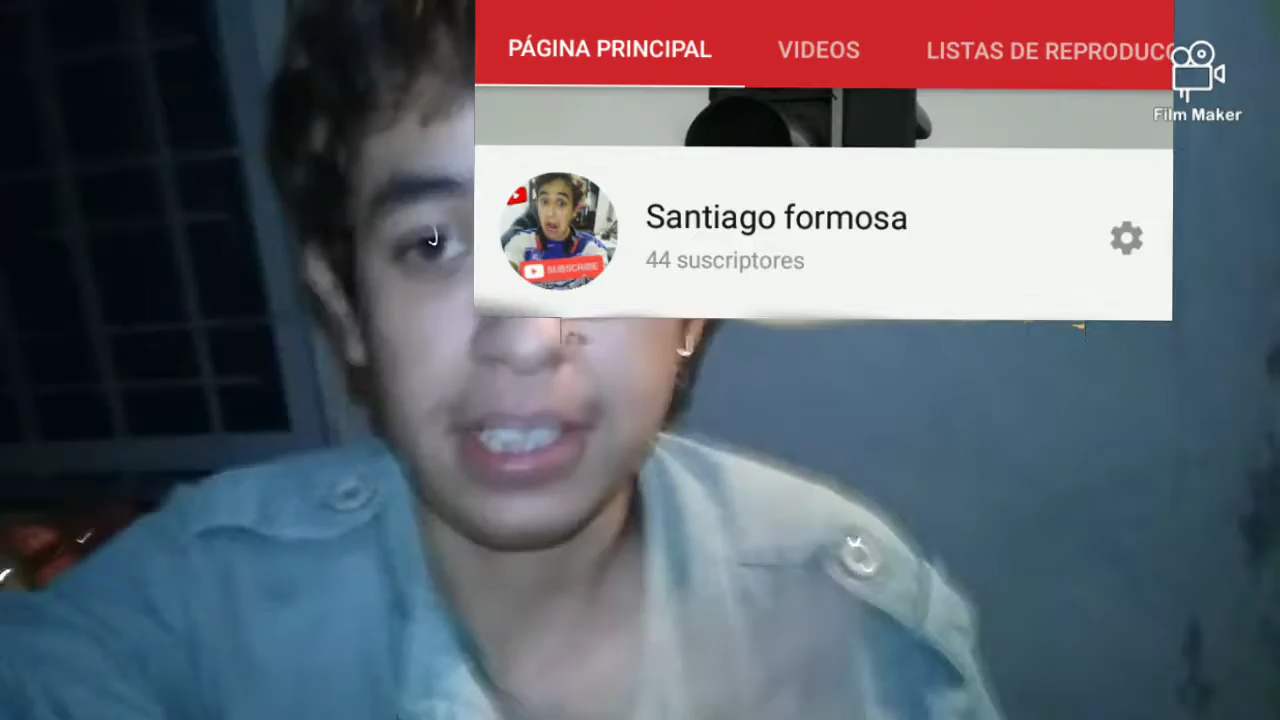 PÁGINA PRINCIPAL
VIDEOS
LISTAS DE REPRODUCC
Film Maker
Santiago formosa
44 suscriptores
SUBSCRIBE